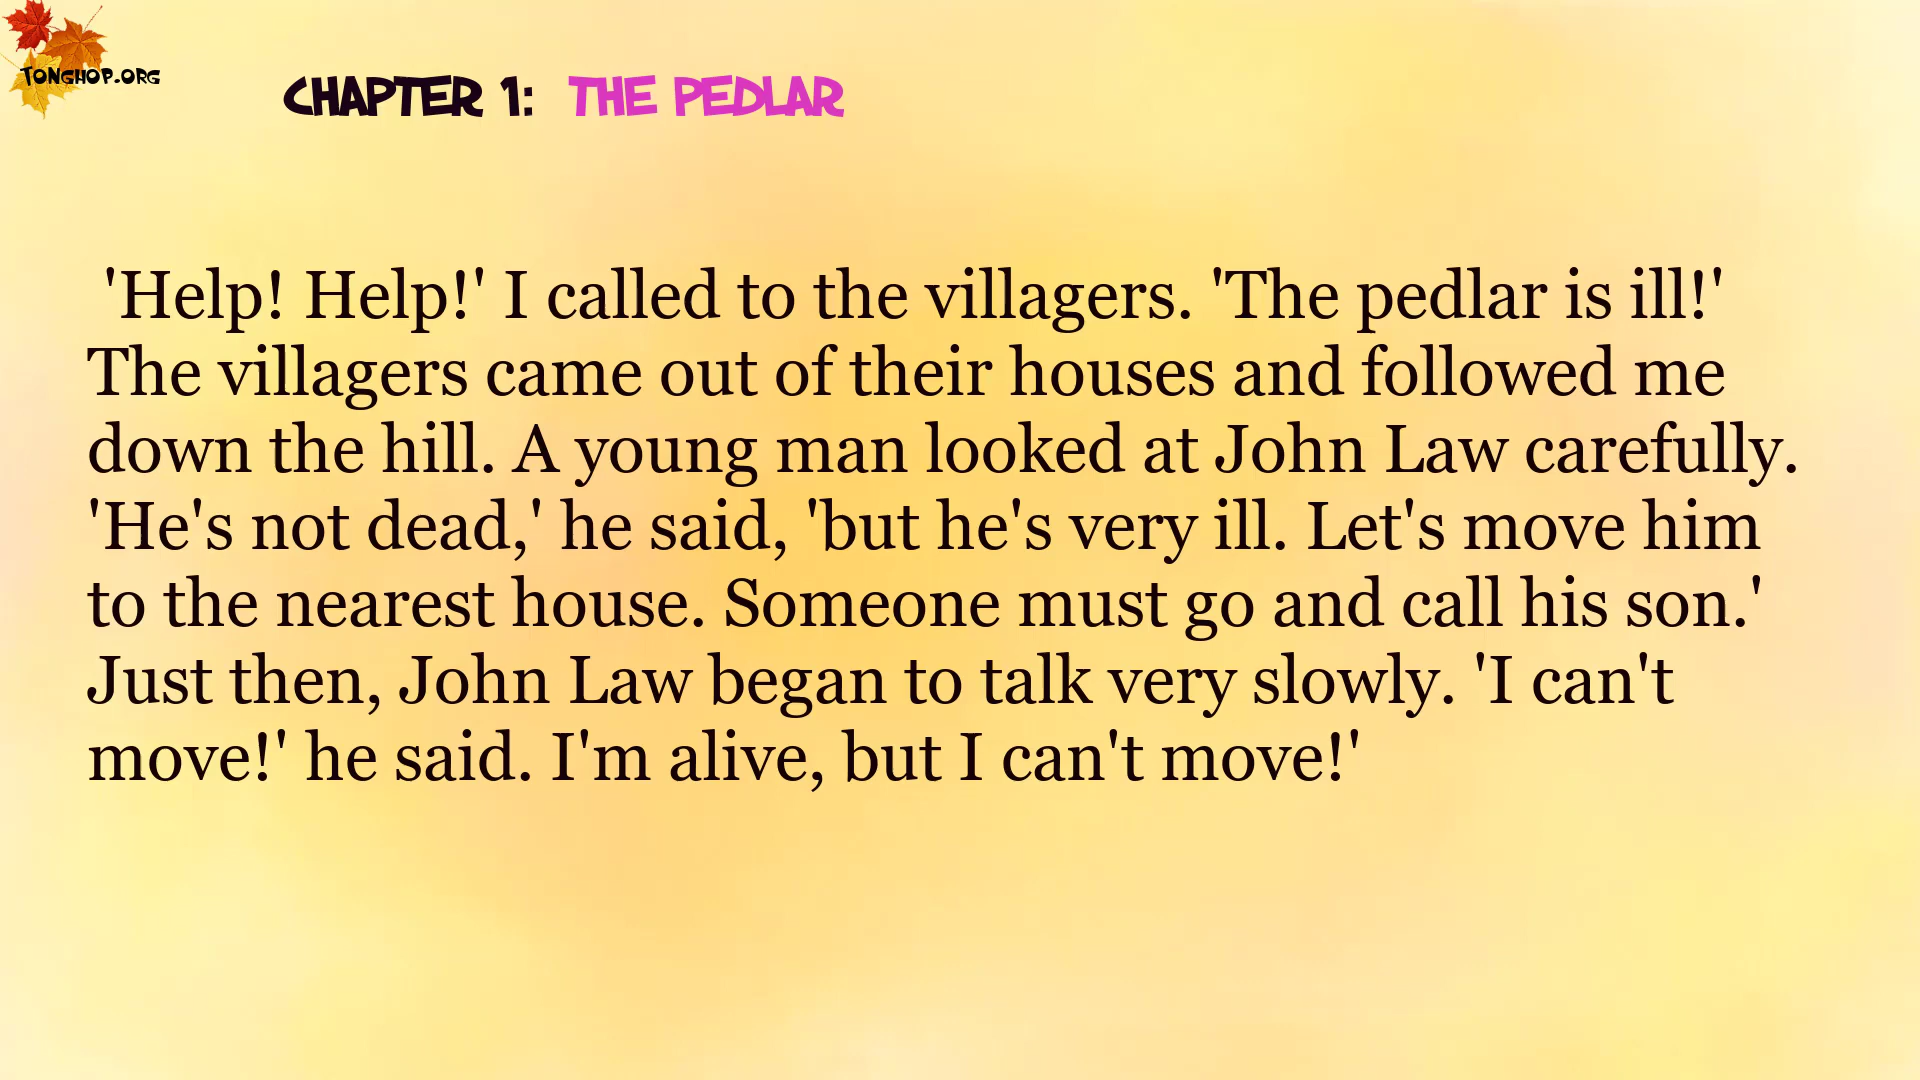 TONGHOP.ORG
CHAPTER 1: THE PEDLAR
'Help! Help!' I called to the villagers. 'The pedlar is ill!'
The villagers came out of their houses and followed me
down the hill. A young man looked at John Law carefully.
'He's not dead,' he said, 'but he's very ill. Let's move him
to the nearest house. Someone must go and call his son.'
Just then, John Law began to talk very slowly. 'I can't
move!' he said. I'm alive, but I can't move!'